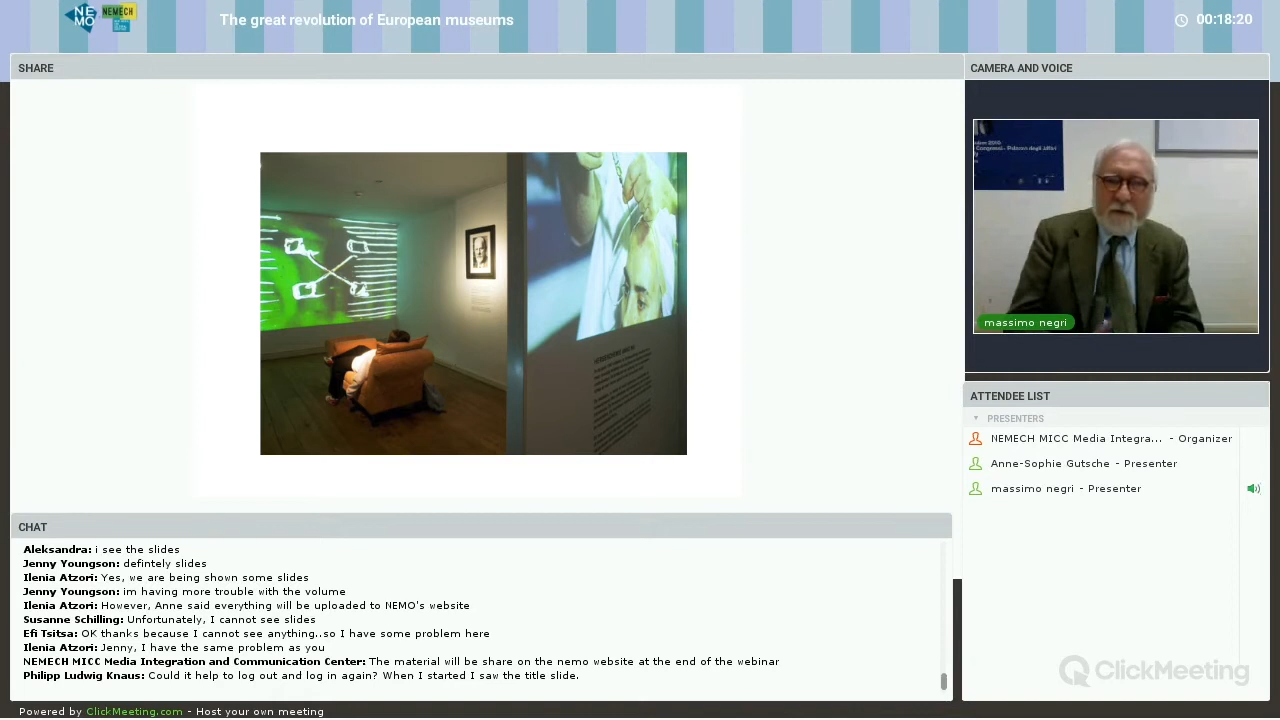 NE
MO
NEMECH
The great revolution of European museums
00:18:20
SHARE
CAMERA AND VOICE
massimo negri
ATTENDEE LIST
PRESENTERS
NEMECH MICC Media Integra... - Organizer
Anne-Sophie Gutsche - Presenter
massimo negri - Presenter
CHAT
Aleksandra: i see the slides
Jenny Youngson: defintely slides
Ilenia Atzori: Yes, we are being shown some slides
Jenny Youngson: im having more trouble with the volume
Ilenia Atzori: However, Anne said everything will be uploaded to NEMO's website
Susanne Schilling: Unfortunately, I cannot see slides
Efi Tsitsa: OK thanks because I cannot see anything..so I have some problem here
Ilenia Atzori: Jenny, I have the same problem as you
NEMECH MICC Media Integration and Communication Center: The material will be share on the nemo website at the end of the webinar
Philipp Ludwig Knaus: Could it help to log out and log in again? When I started I saw the title slide.
ClickMeeting
Powered by ClickMeeting.com - Host your own meeting